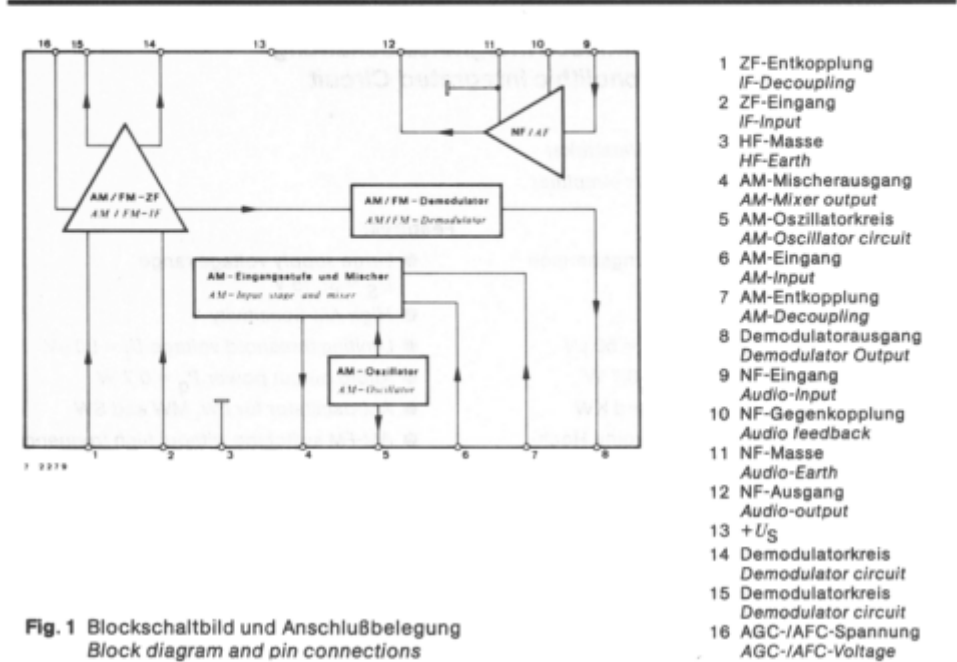 16 15 14 13 12 11 10 9
NF / AF
AM / FM – ZF
AM / FM – IF
AM / FM – Demodulator
AM / FM – Demodulator
AM – Eingangsstufe und Mischer
AM – Input stage and mixer
AM – Oszillator
AM – Oscillator
1 2 3 4 5 6 7 8
7 2279
Fig. 1 Blockschaltbild und Anschlußbelegung
Block diagram and pin connections
1 ZF-Entkopplung
IF-Decoupling
2 ZF-Eingang
IF-Input
3 HF-Masse
HF-Earth
4 AM-Mischerausgang
AM-Mixer output
5 AM-Oszillatorkreis
AM-Oscillator circuit
6 AM-Eingang
AM-Input
7 AM-Entkopplung
AM-Decoupling
8 Demodulatorausgang
Demodulator Output
9 NF-Eingang
Audio-Input
10 NF-Gegenkopplung
Audio feedback
11 NF-Masse
Audio-Earth
12 NF-Ausgang
Audio-output
13 +US
14 Demodulatorkreis
Demodulator circuit
15 Demodulatorkreis
Demodulator circuit
16 AGC-/AFC-Spannung
AGC-/AFC-Voltage